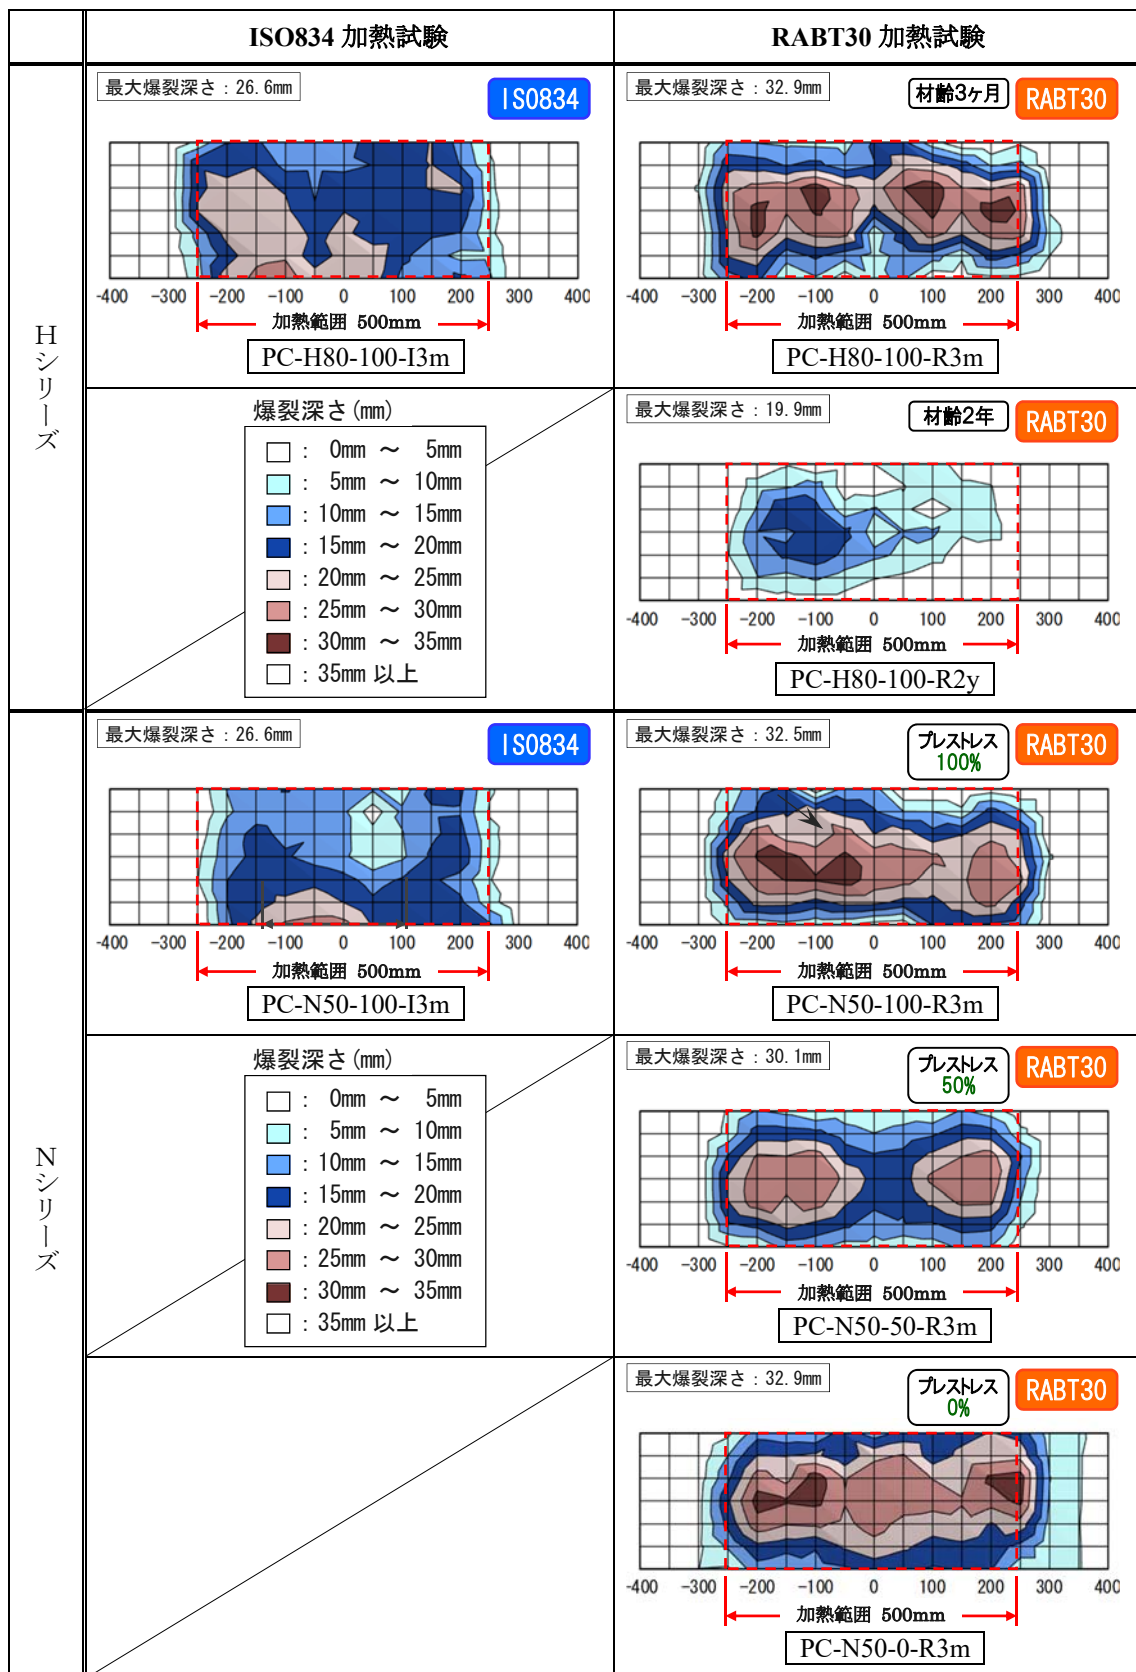 ISO834 加熱試験
RABT30 加熱試験
Hシリーズ
最大爆裂深さ：26.6mm
ISO834
-400 -300 -200 -100 0 100 200 300 400
加熱範囲 500mm
PC-H80-100-I3m
最大爆裂深さ：32.9mm
材齢3ヶ月
RABT30
-400 -300 -200 -100 0 100 200 300 400
加熱範囲 500mm
PC-H80-100-R3m
爆裂深さ(mm)
： 0mm ～ 5mm
： 5mm ～ 10mm
： 10mm ～ 15mm
： 15mm ～ 20mm
： 20mm ～ 25mm
： 25mm ～ 30mm
： 30mm ～ 35mm
： 35mm 以上
最大爆裂深さ：19.9mm
材齢2年
RABT30
-400 -300 -200 -100 0 100 200 300 400
加熱範囲 500mm
PC-H80-100-R2y
Nシリーズ
最大爆裂深さ：26.6mm
ISO834
-400 -300 -200 -100 0 100 200 300 400
加熱範囲 500mm
PC-N50-100-I3m
最大爆裂深さ：32.5mm
プレストレス
100%
RABT30
-400 -300 -200 -100 0 100 200 300 400
加熱範囲 500mm
PC-N50-100-R3m
爆裂深さ(mm)
： 0mm ～ 5mm
： 5mm ～ 10mm
： 10mm ～ 15mm
： 15mm ～ 20mm
： 20mm ～ 25mm
： 25mm ～ 30mm
： 30mm ～ 35mm
： 35mm 以上
最大爆裂深さ：30.1mm
プレストレス
50%
RABT30
-400 -300 -200 -100 0 100 200 300 400
加熱範囲 500mm
PC-N50-50-R3m
最大爆裂深さ：32.9mm
プレストレス
0%
RABT30
-400 -300 -200 -100 0 100 200 300 400
加熱範囲 500mm
PC-N50-0-R3m